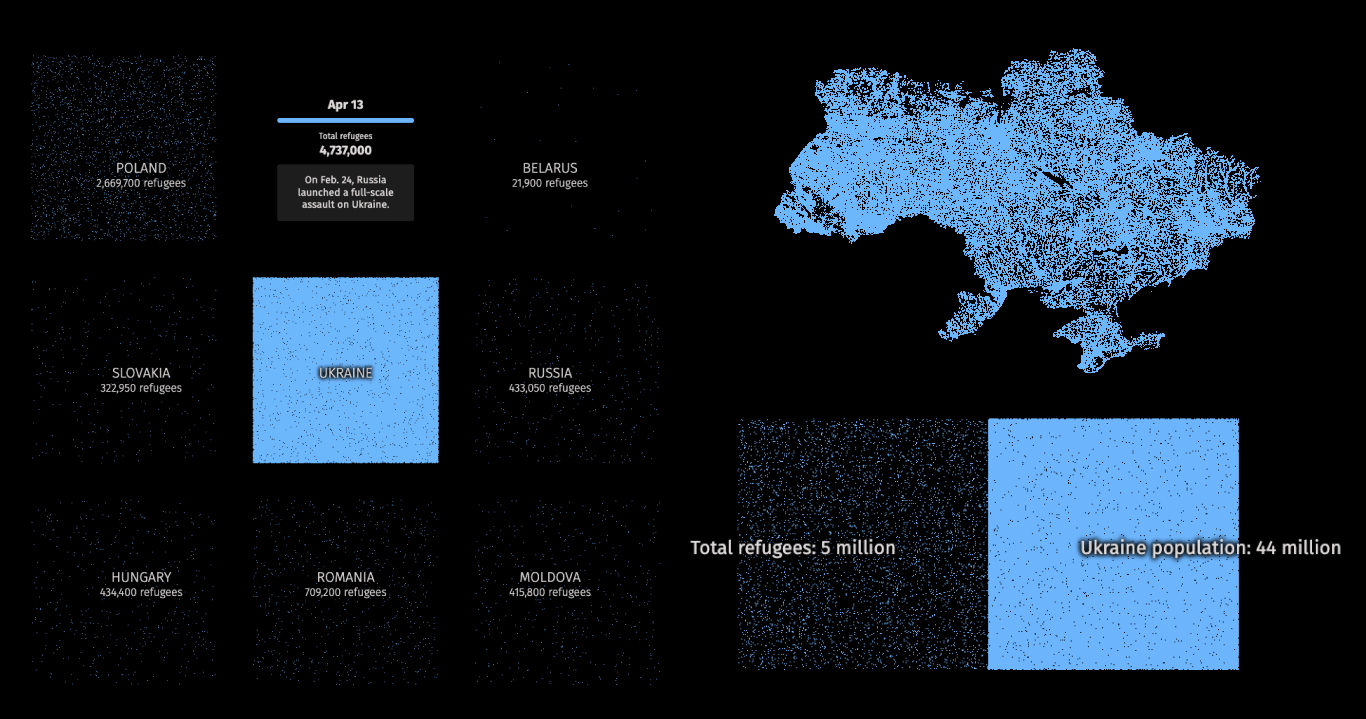 POLAND
2,669,700 refugees
Apr 13
Total refugees
4,737,000
On Feb. 24, Russia
launched a full-scale
assault on Ukraine.
BELARUS
21,900 refugees
SLOVAKIA
322,950 refugees
UKRAINE
RUSSIA
433,050 refugees
HUNGARY
434,400 refugees
ROMANIA
709,200 refugees
MOLDOVA
415,800 refugees
Total refugees: 5 million
Ukraine population: 44 million